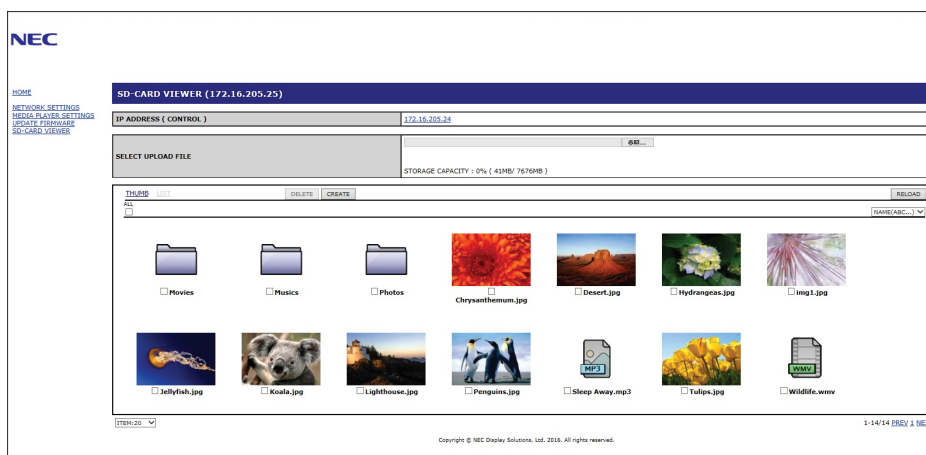 NEC
HOME
NETWORK SETTINGS
MEDIA PLAYER SETTINGS
UPDATE FIRMWARE
SD-CARD VIEWER
SD-CARD VIEWER (172.16.205.25)
IP ADDRESS ( CONTROL ) 172.16.205.24
SELECT UPLOAD FILE 参照...
STORAGE CAPACITY : 0% ( 41MB/ 7676MB )
THUMB LIST DELETE CREATE RELOAD
ALL
NAME(ABC...)
Movies Musics Photos Chrysanthemum.jpg Desert.jpg Hydrangeas.jpg img1.jpg
MP3 WMV
Jellyfish.jpg Koala.jpg Lighthouse.jpg Penguins.jpg Sleep Away.mp3 Tulips.jpg Wildlife.wmv
ITEM:20 1-14/14 PREV 1 NE
Copyright © NEC Display Solutions, Ltd. 2016. All rights reserved.